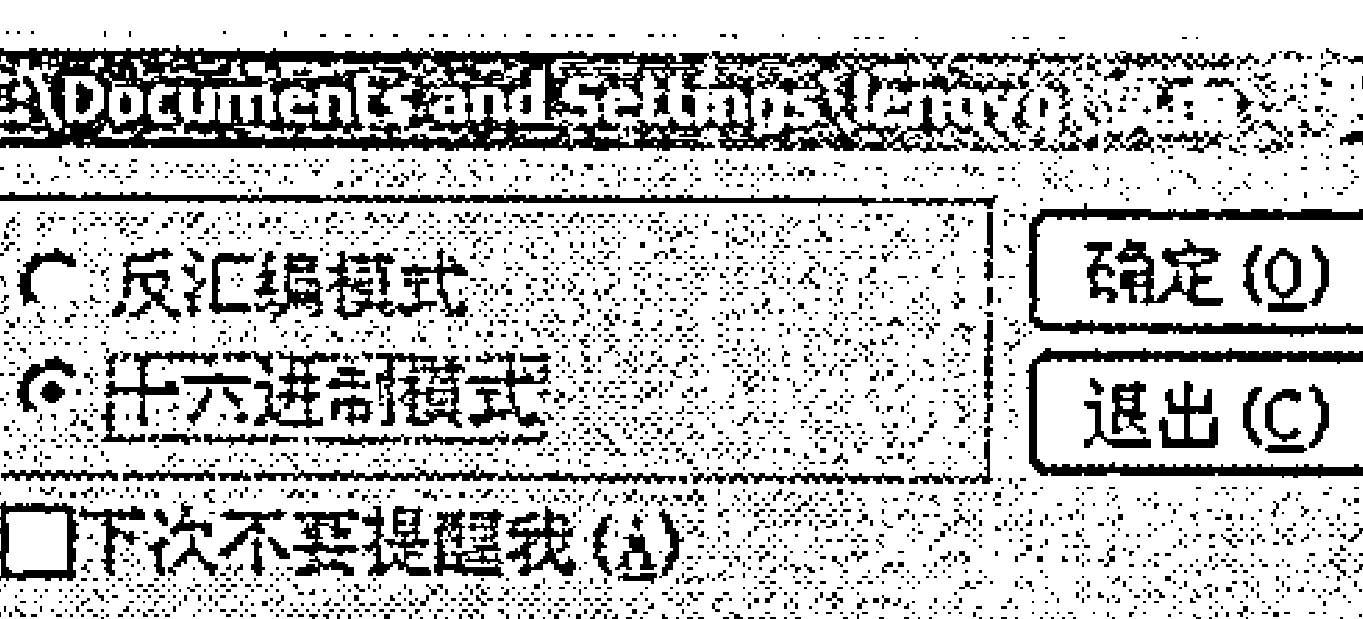 :\Documents and Settings\lenovo\
反汇编模式
确定(O)
十六进制模式
退出(C)
下次不要提醒我(A)